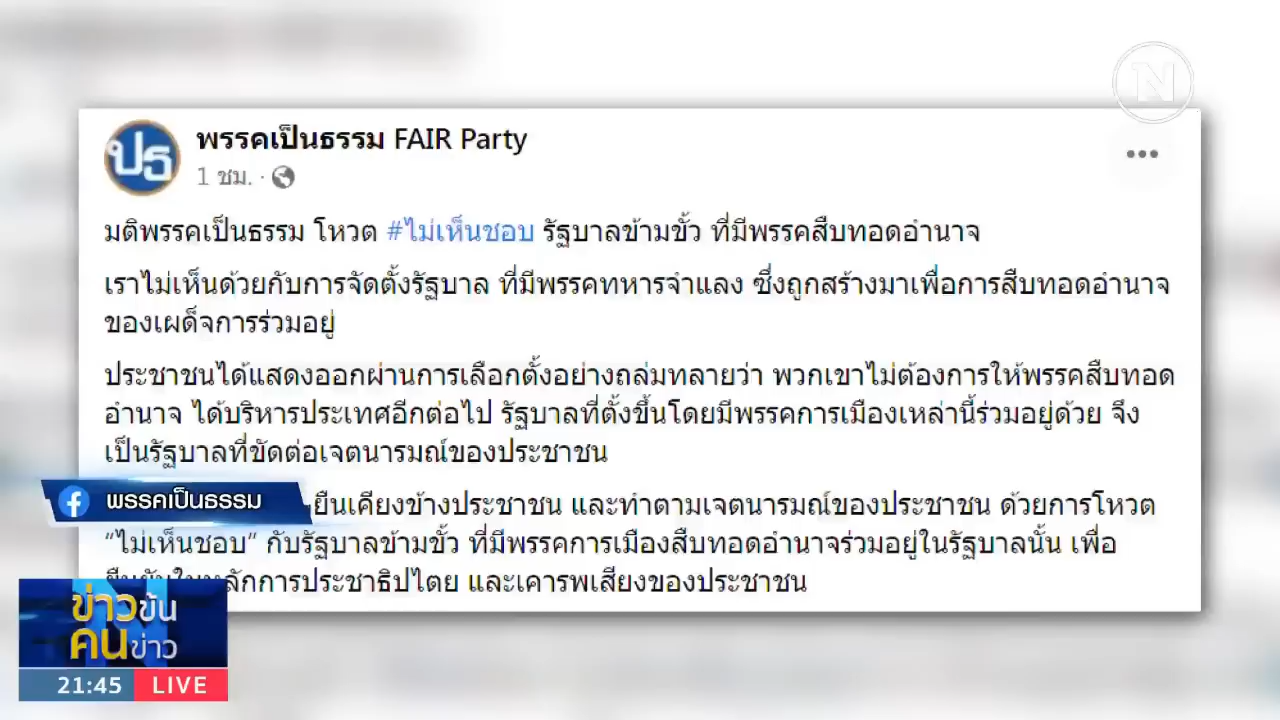 N
ปธ
พรรคเป็นธรรม FAIR Party
1 ชม. ·
มติพรรคเป็นธรรม โหวต #ไม่เห็นชอบ รัฐบาลข้ามขั้ว ที่มีพรรคสืบทอดอำนาจ
เราไม่เห็นด้วยกับการจัดตั้งรัฐบาล ที่มีพรรคทหารจำแลง ซึ่งถูกสร้างมาเพื่อการสืบทอดอำนาจ
ของเผด็จการร่วมอยู่
ประชาชนได้แสดงออกผ่านการเลือกตั้งอย่างถล่มทลายว่า พวกเขาไม่ต้องการให้พรรคสืบทอด
อำนาจ ได้บริหารประเทศอีกต่อไป รัฐบาลที่ตั้งขึ้นโดยมีพรรคการเมืองเหล่านี้ร่วมอยู่ด้วย จึง
เป็นรัฐบาลที่ขัดต่อเจตนารมณ์ของประชาชน
พรรคเป็นธรรม
ยืนเคียงข้างประชาชน และทำตามเจตนารมณ์ของประชาชน ด้วยการโหวต
“ไม่เห็นชอบ” กับรัฐบาลข้ามขั้ว ที่มีพรรคการเมืองสืบทอดอำนาจร่วมอยู่ในรัฐบาลนั้น เพื่อ
หลักการประชาธิปไตย และเคารพเสียงของประชาชน
ข่าวข้น
คนข่าว
21:45 LIVE